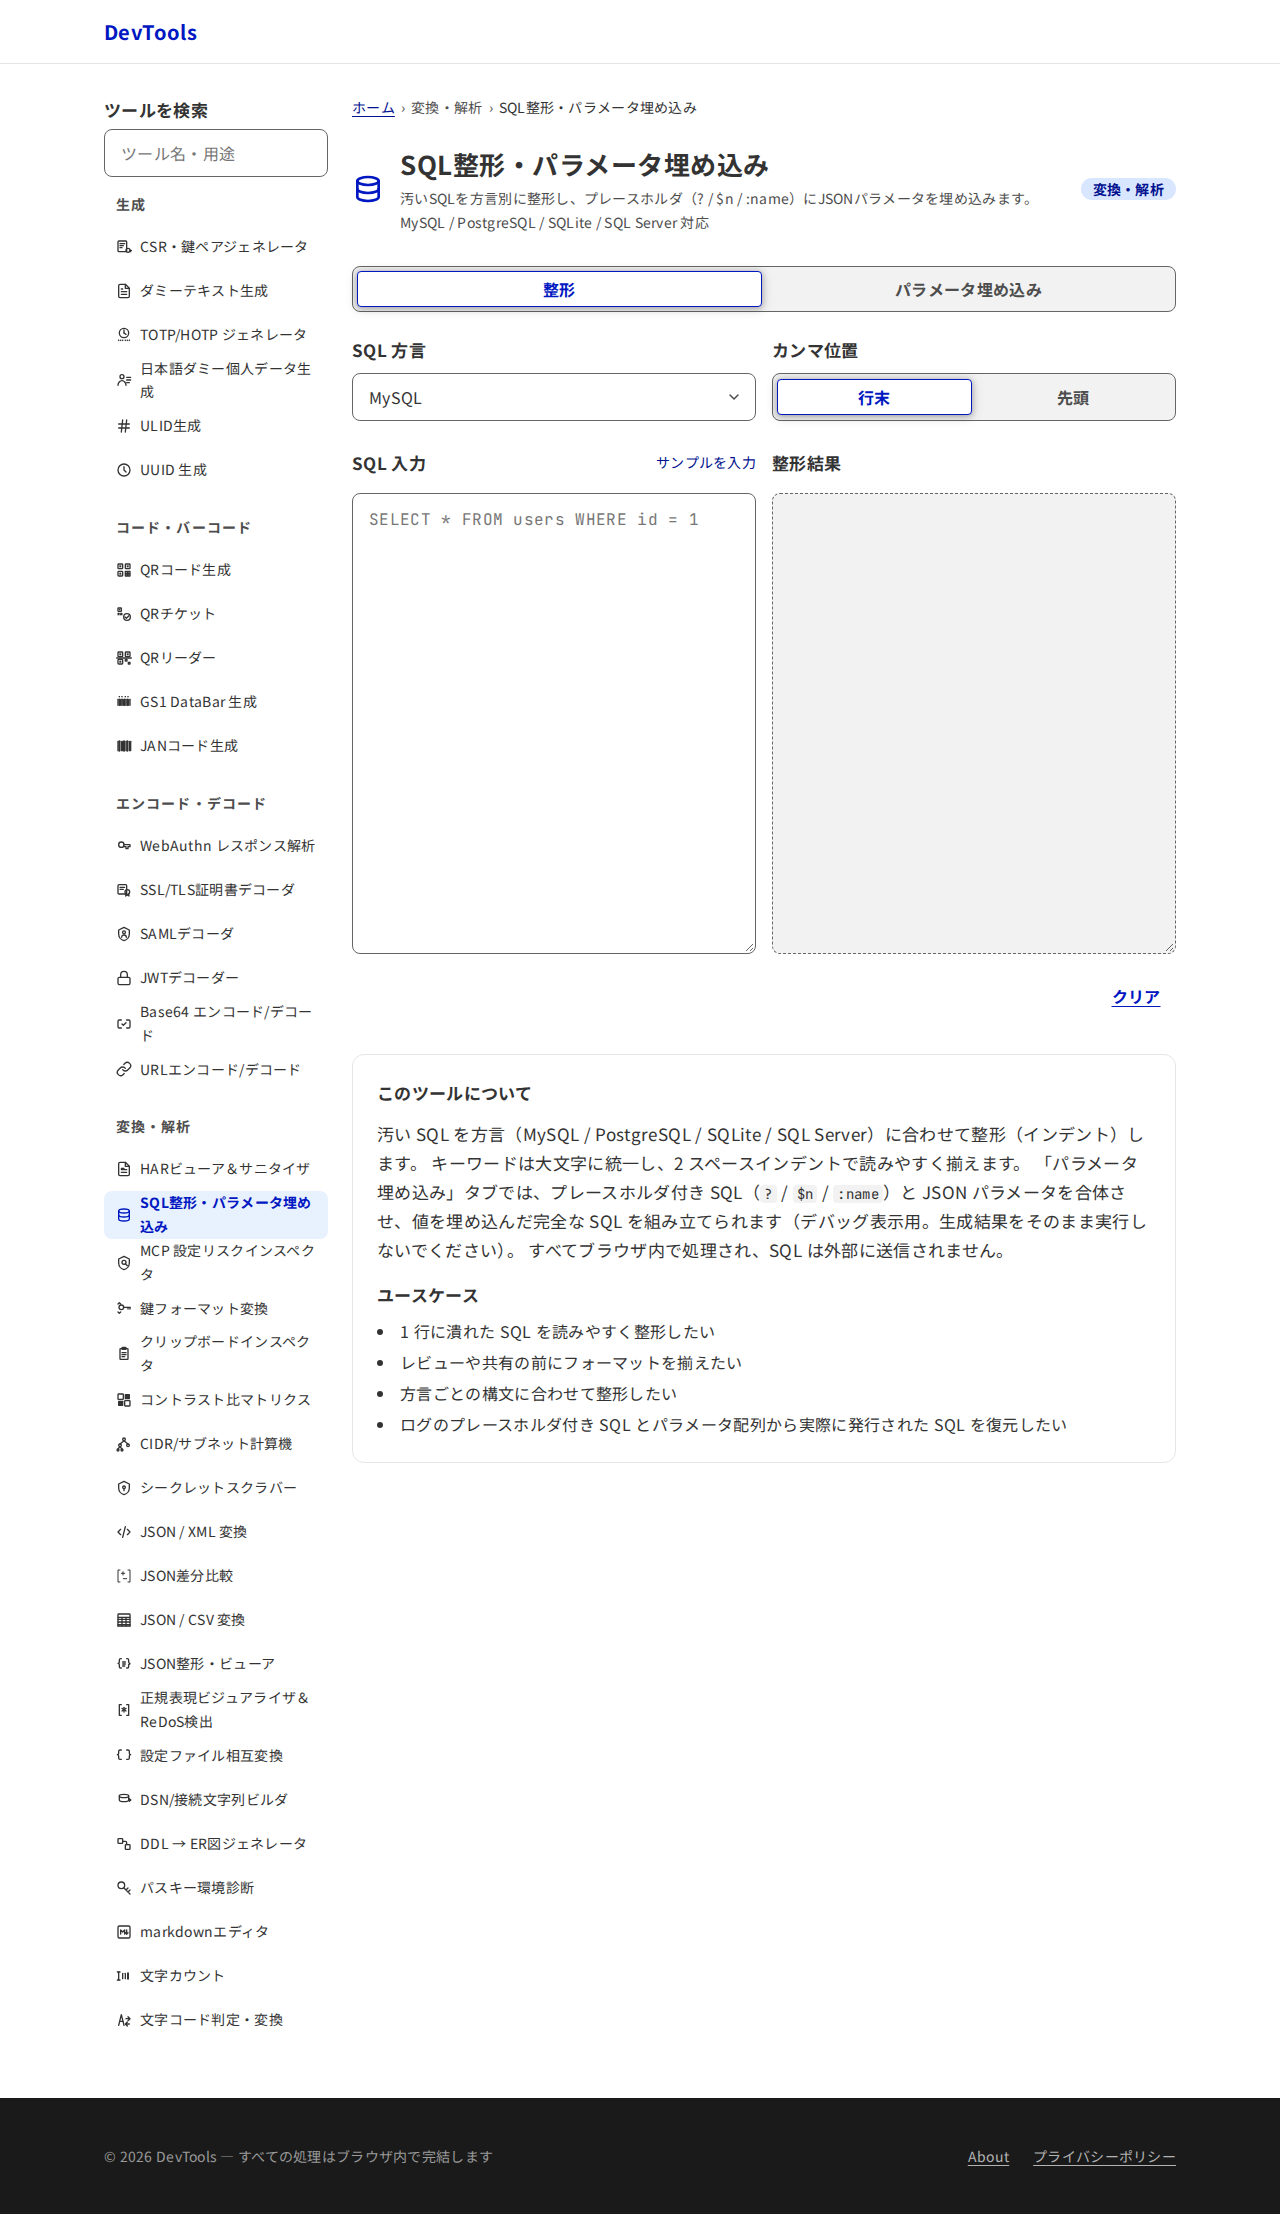 DevTools
ツールを検索
ツール名・用途
生成
CSR・鍵ペアジェネレータ
ダミーテキスト生成
TOTP/HOTP ジェネレータ
日本語ダミー個人データ生
成
ULID生成
UUID 生成
コード・バーコード
QRコード生成
QRチケット
QRリーダー
GS1 DataBar 生成
JANコード生成
エンコード・デコード
WebAuthn レスポンス解析
SSL/TLS証明書デコーダ
SAMLデコーダ
JWTデコーダー
Base64 エンコード/デコー
ド
URLエンコード/デコード
変換・解析
HARビューア＆サニタイザ
SQL整形・パラメータ埋め
込み
MCP 設定リスクインスペク
タ
鍵フォーマット変換
クリップボードインスペク
タ
コントラスト比マトリクス
CIDR/サブネット計算機
シークレットスクラバー
JSON / XML 変換
JSON差分比較
JSON / CSV 変換
JSON整形・ビューア
正規表現ビジュアライザ＆
ReDoS検出
設定ファイル相互変換
DSN/接続文字列ビルダ
DDL → ER図ジェネレータ
パスキー環境診断
markdownエディタ
文字カウント
文字コード判定・変換
ホーム › 変換・解析 › SQL整形・パラメータ埋め込み
SQL整形・パラメータ埋め込み
汚いSQLを方言別に整形し、プレースホルダ（? / $n / :name）にJSONパラメータを埋め込みます。
MySQL / PostgreSQL / SQLite / SQL Server 対応
変換・解析
整形
パラメータ埋め込み
SQL 方言
カンマ位置
MySQL
行末
先頭
SQL 入力
サンプルを入力
整形結果
SELECT * FROM users WHERE id = 1
クリア
このツールについて
汚い SQL を方言（MySQL / PostgreSQL / SQLite / SQL Server）に合わせて整形（インデント）し
ます。 キーワードは大文字に統一し、2 スペースインデントで読みやすく揃えます。 「パラメータ
埋め込み」タブでは、プレースホルダ付き SQL（ ? / $n / :name ）と JSON パラメータを合体さ
せ、値を埋め込んだ完全な SQL を組み立てられます（デバッグ表示用。生成結果をそのまま実行し
ないでください）。 すべてブラウザ内で処理され、SQL は外部に送信されません。
ユースケース
1 行に潰れた SQL を読みやすく整形したい
レビューや共有の前にフォーマットを揃えたい
方言ごとの構文に合わせて整形したい
ログのプレースホルダ付き SQL とパラメータ配列から実際に発行された SQL を復元したい
© 2026 DevTools — すべての処理はブラウザ内で完結します
About
プライバシーポリシー